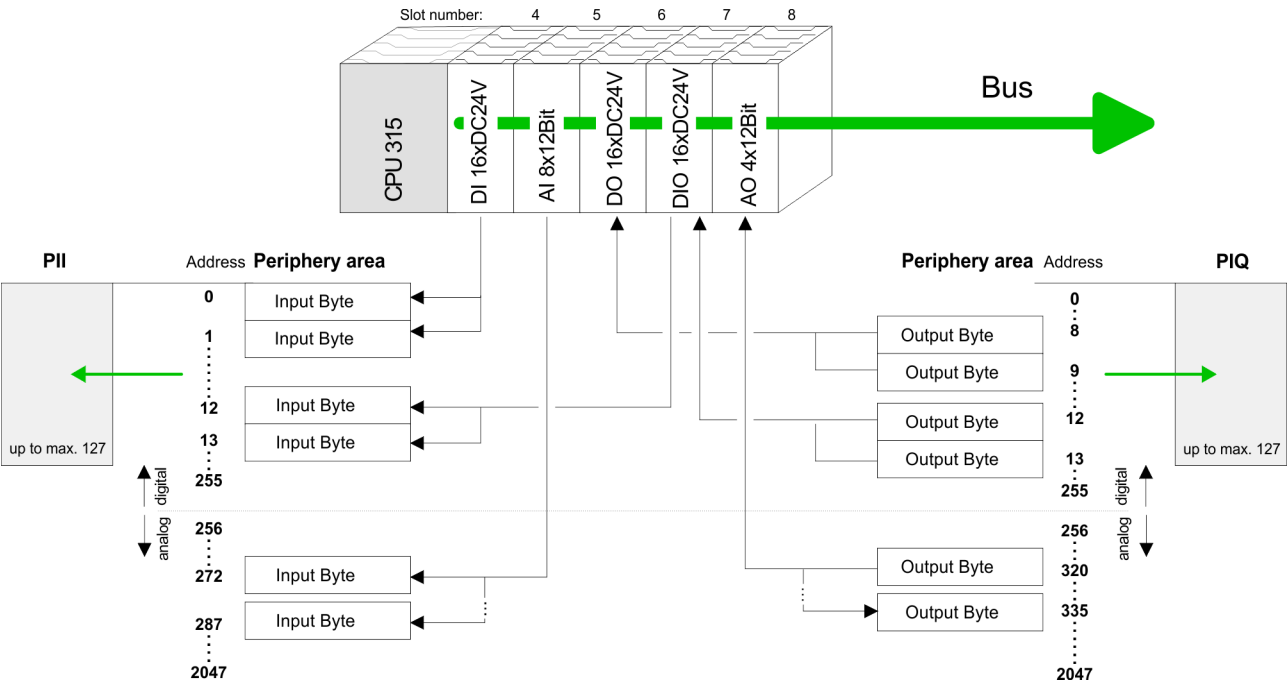 Slot number: 4 5 6 7 8
Bus
CPU 315
DI 16xDC24V
AI 8x12Bit
DO 16xDC24V
DIO 16xDC24V
AO 4x12Bit
PII
Address Periphery area
0
Input Byte
1
Input Byte
12
Input Byte
13
Input Byte
up to max. 127
255
digital
analog
256
272
Input Byte
287
Input Byte
2047
Periphery area Address
PIQ
0
Output Byte
8
Output Byte
9
Output Byte
12
Output Byte
13
up to max. 127
255
digital
analog
256
Output Byte
320
Output Byte
335
2047